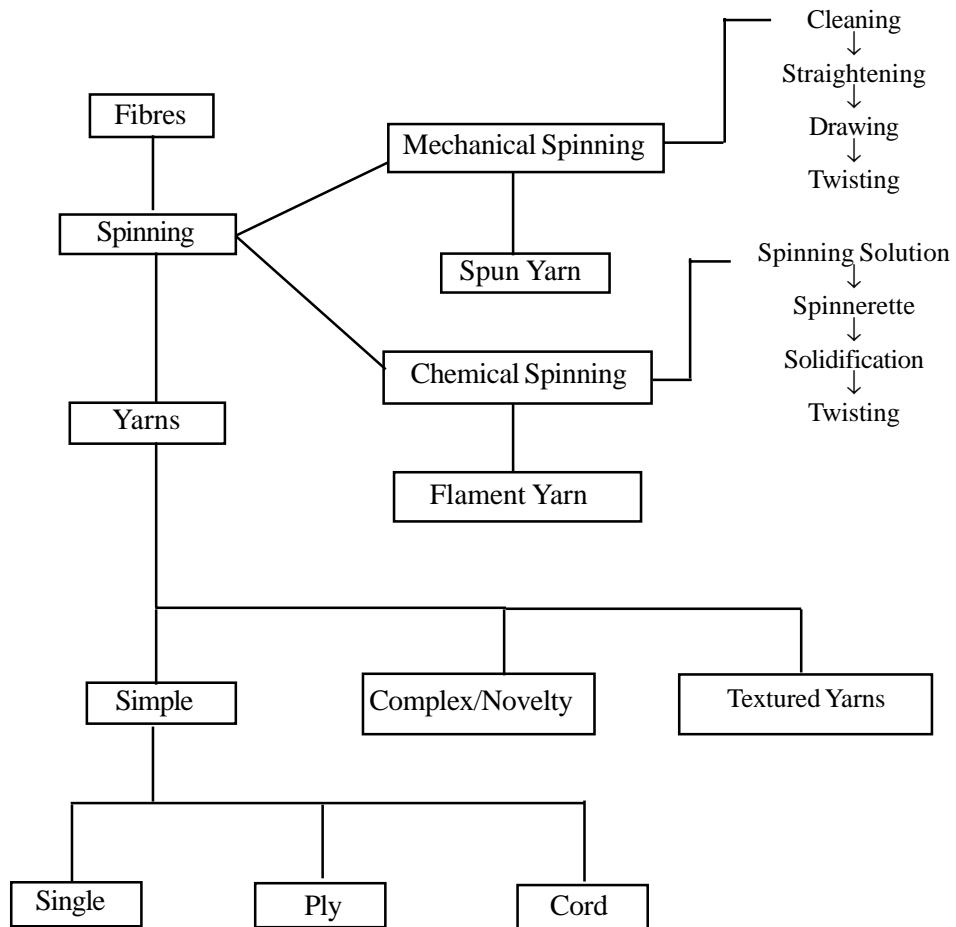 Cleaning
↓
Straightening
↓
Drawing
↓
Twisting
Fibres
Mechanical Spinning
Spinning
Spun Yarn
Spinning Solution
↓
Spinnerette
↓
Solidification
↓
Twisting
Chemical Spinning
Yarns
Flament Yarn
Simple
Complex/Novelty
Textured Yarns
Single
Ply
Cord